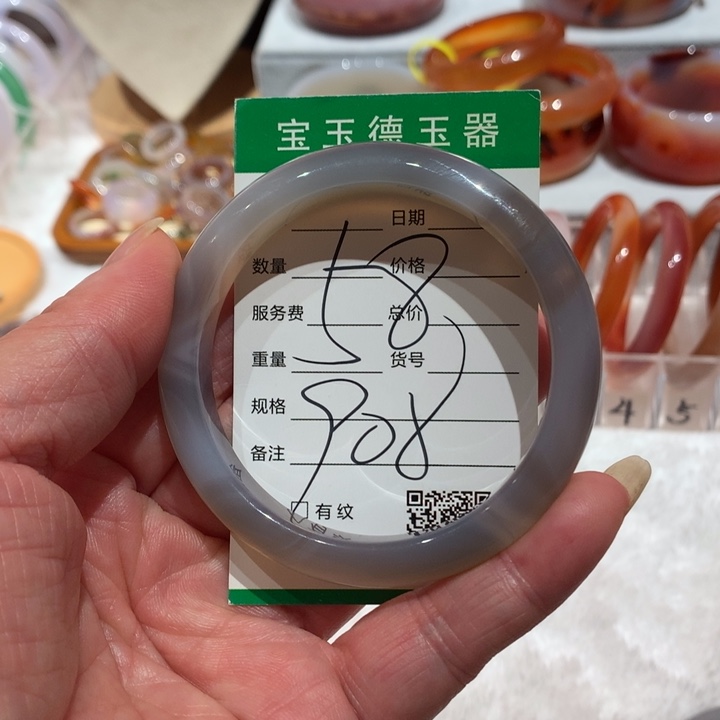 宝玉德玉器
日期
数量 价格
58
服务费 总价
重量 货号
规格
908
备注
有纹
4 5